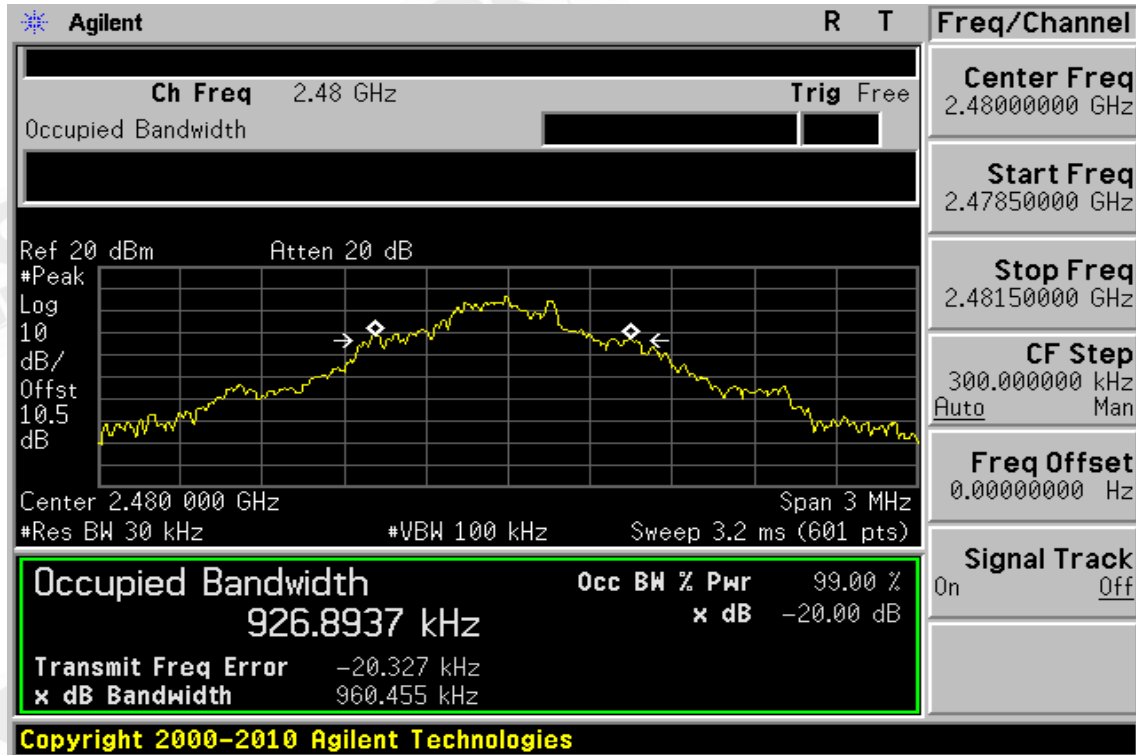 Agilent R T
Freq/Channel
Ch Freq 2.48 GHz Trig Free
Occupied Bandwidth
Center Freq
2.48000000 GHz
Start Freq
2.47850000 GHz
Stop Freq
2.48150000 GHz
CF Step
300.000000 kHz
Auto Man
Freq Offset
0.00000000 Hz
Signal Track
On Off
Ref 20 dBm Atten 20 dB
#Peak
Log
10
dB/
Offst
10.5
dB
Center 2.480 000 GHz Span 3 MHz
#Res BW 30 kHz #VBW 100 kHz Sweep 3.2 ms (601 pts)
Occupied Bandwidth Occ BW % Pwr 99.00 %
926.8937 kHz x dB -20.00 dB
Transmit Freq Error -20.327 kHz
x dB Bandwidth 960.455 kHz
Copyright 2000-2010 Agilent Technologies